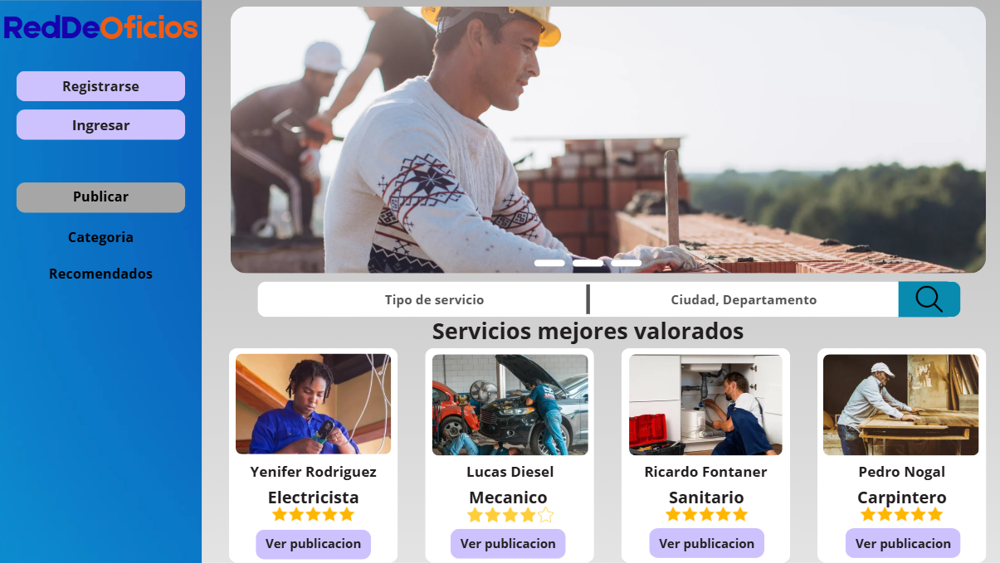 RedDeOficios
Registrarse
Ingresar
Publicar
Categoria
Recomendados
Tipo de servicio
Ciudad, Departamento
Servicios mejores valorados
Yenifer Rodriguez
Electricista
Ver publicacion
Lucas Diesel
Mecanico
Ver publicacion
Ricardo Fontaner
Sanitario
Ver publicacion
Pedro Nogal
Carpintero
Ver publicacion